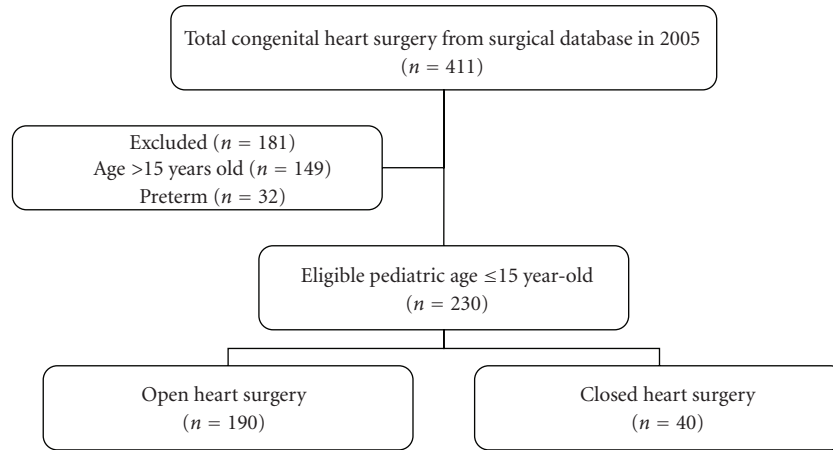 Total congenital heart surgery from surgical database in 2005
(n = 411)
Excluded (n = 181)
Age >15 years old (n = 149)
Preterm (n = 32)
Eligible pediatric age ≤15 year-old
(n = 230)
Open heart surgery
(n = 190)
Closed heart surgery
(n = 40)